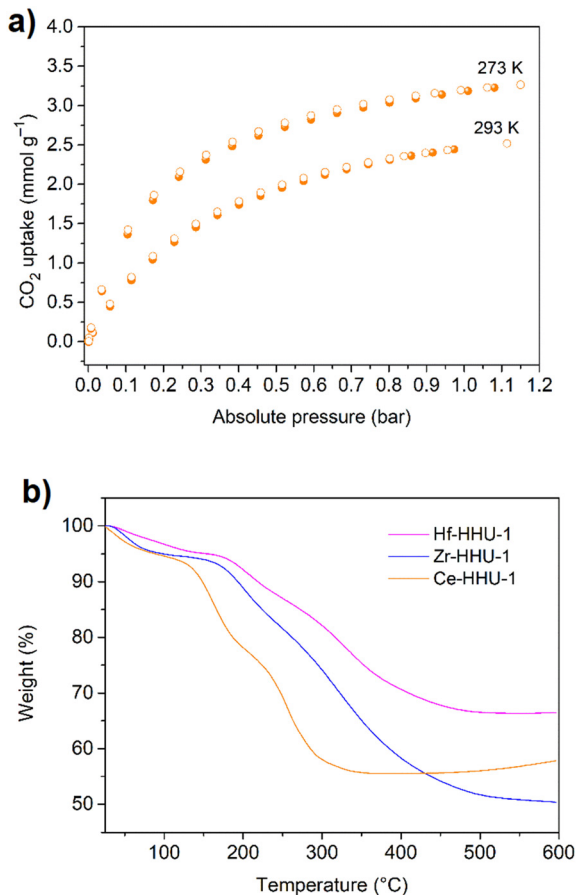 a)
4.0
3.5
3.0
2.5
2.0
1.5
1.0
0.5
0.0
CO₂ uptake (mmol g⁻¹)
273 K
293 K
0.0 0.1 0.2 0.3 0.4 0.5 0.6 0.7 0.8 0.9 1.0 1.1 1.2
Absolute pressure (bar)
b)
100
90
80
70
60
50
Weight (%)
Hf-HHU-1
Zr-HHU-1
Ce-HHU-1
100 200 300 400 500 600
Temperature (°C)